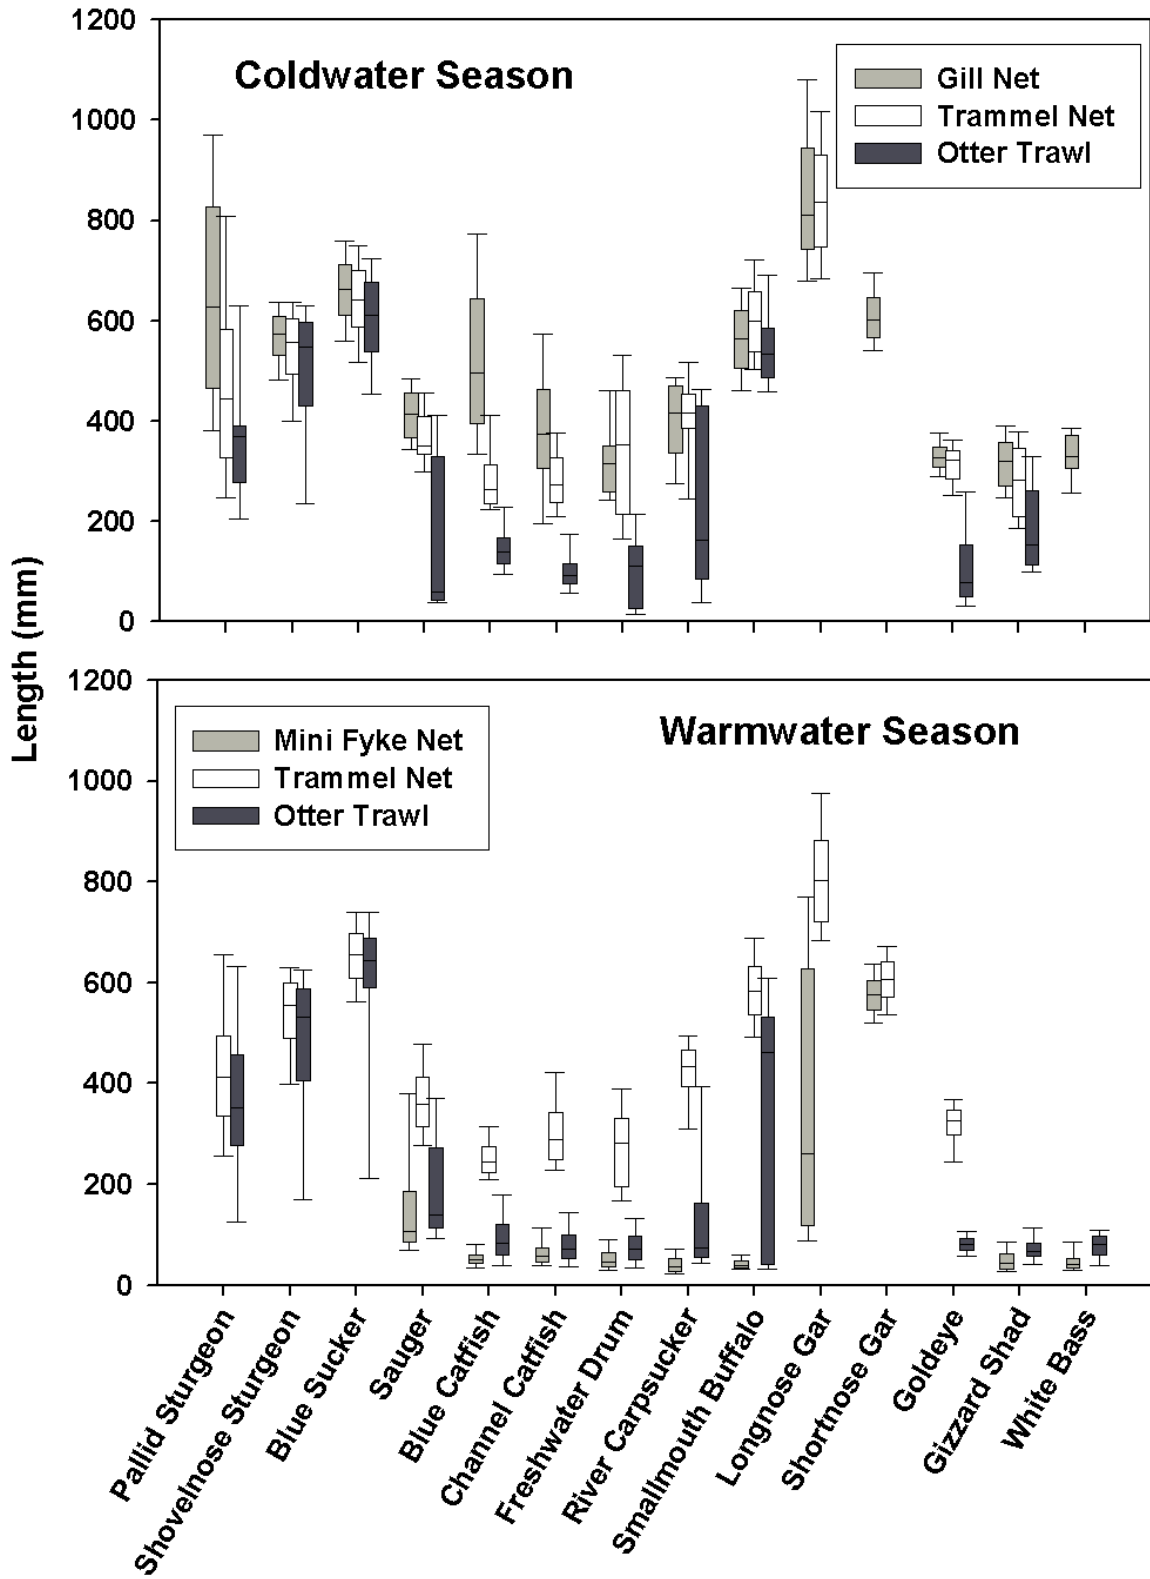 1200
Coldwater Season
Gill Net
Trammel Net
Otter Trawl
1000
800
600
400
200
0
Length (mm)
1200
Warmwater Season
Mini Fyke Net
Trammel Net
Otter Trawl
1000
800
600
400
200
0
Pallid Sturgeon
Shovelnose Sturgeon
Blue Sucker
Sauger
Blue Catfish
Channel Catfish
Freshwater Drum
River Carpsucker
Smallmouth Buffalo
Longnose Gar
Shortnose Gar
Goldeye
Gizzard Shad
White Bass